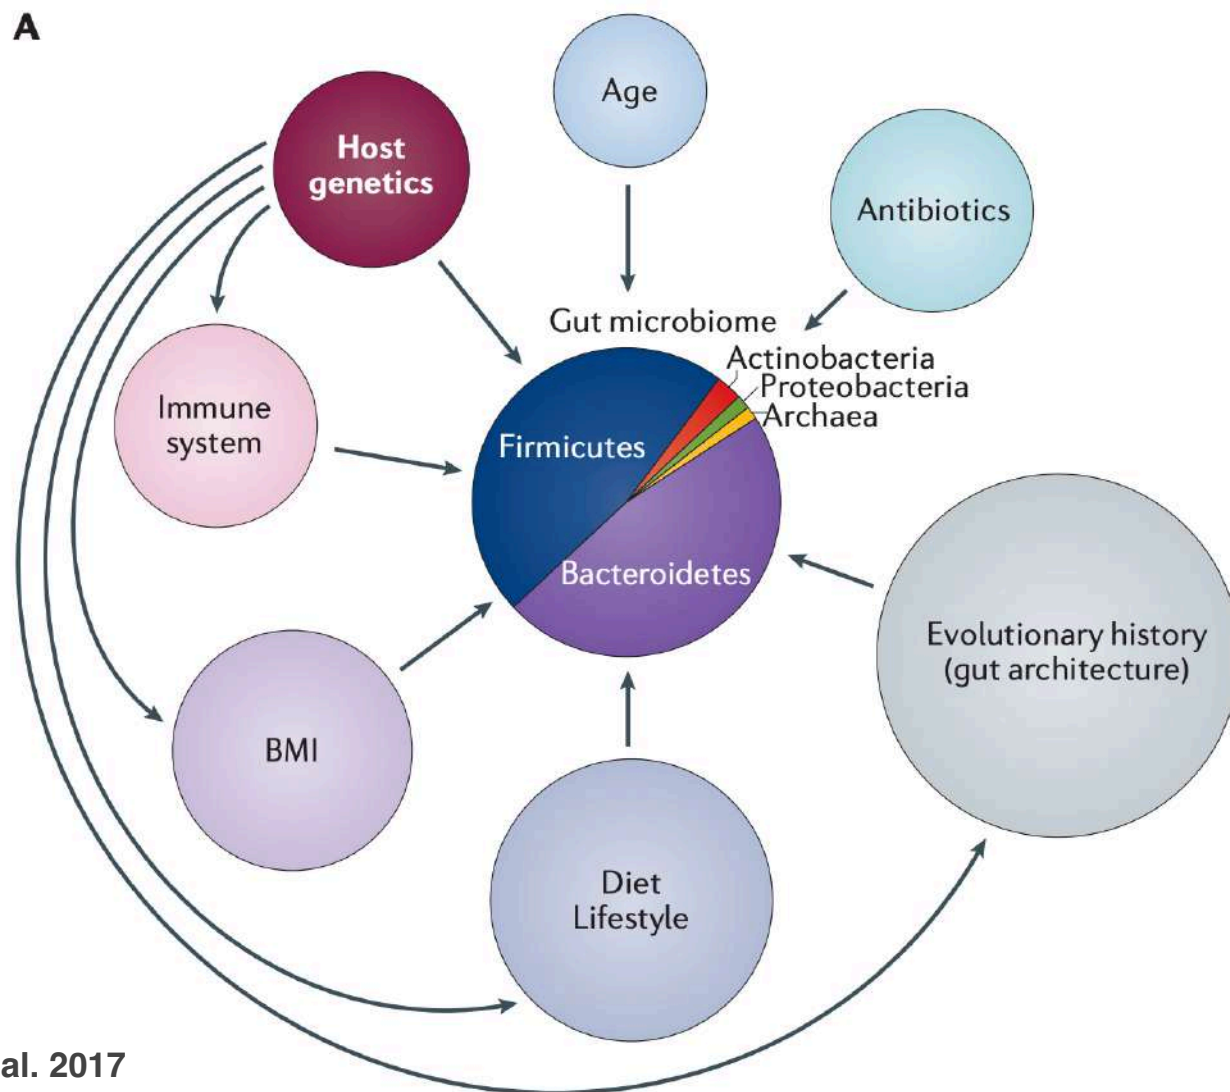 A
Age
Host
genetics
Antibiotics
Gut microbiome
Actinobacteria
Proteobacteria
Archaea
Immune
system
Firmicutes
Bacteroidetes
Evolutionary history
(gut architecture)
BMI
Diet
Lifestyle
al. 2017